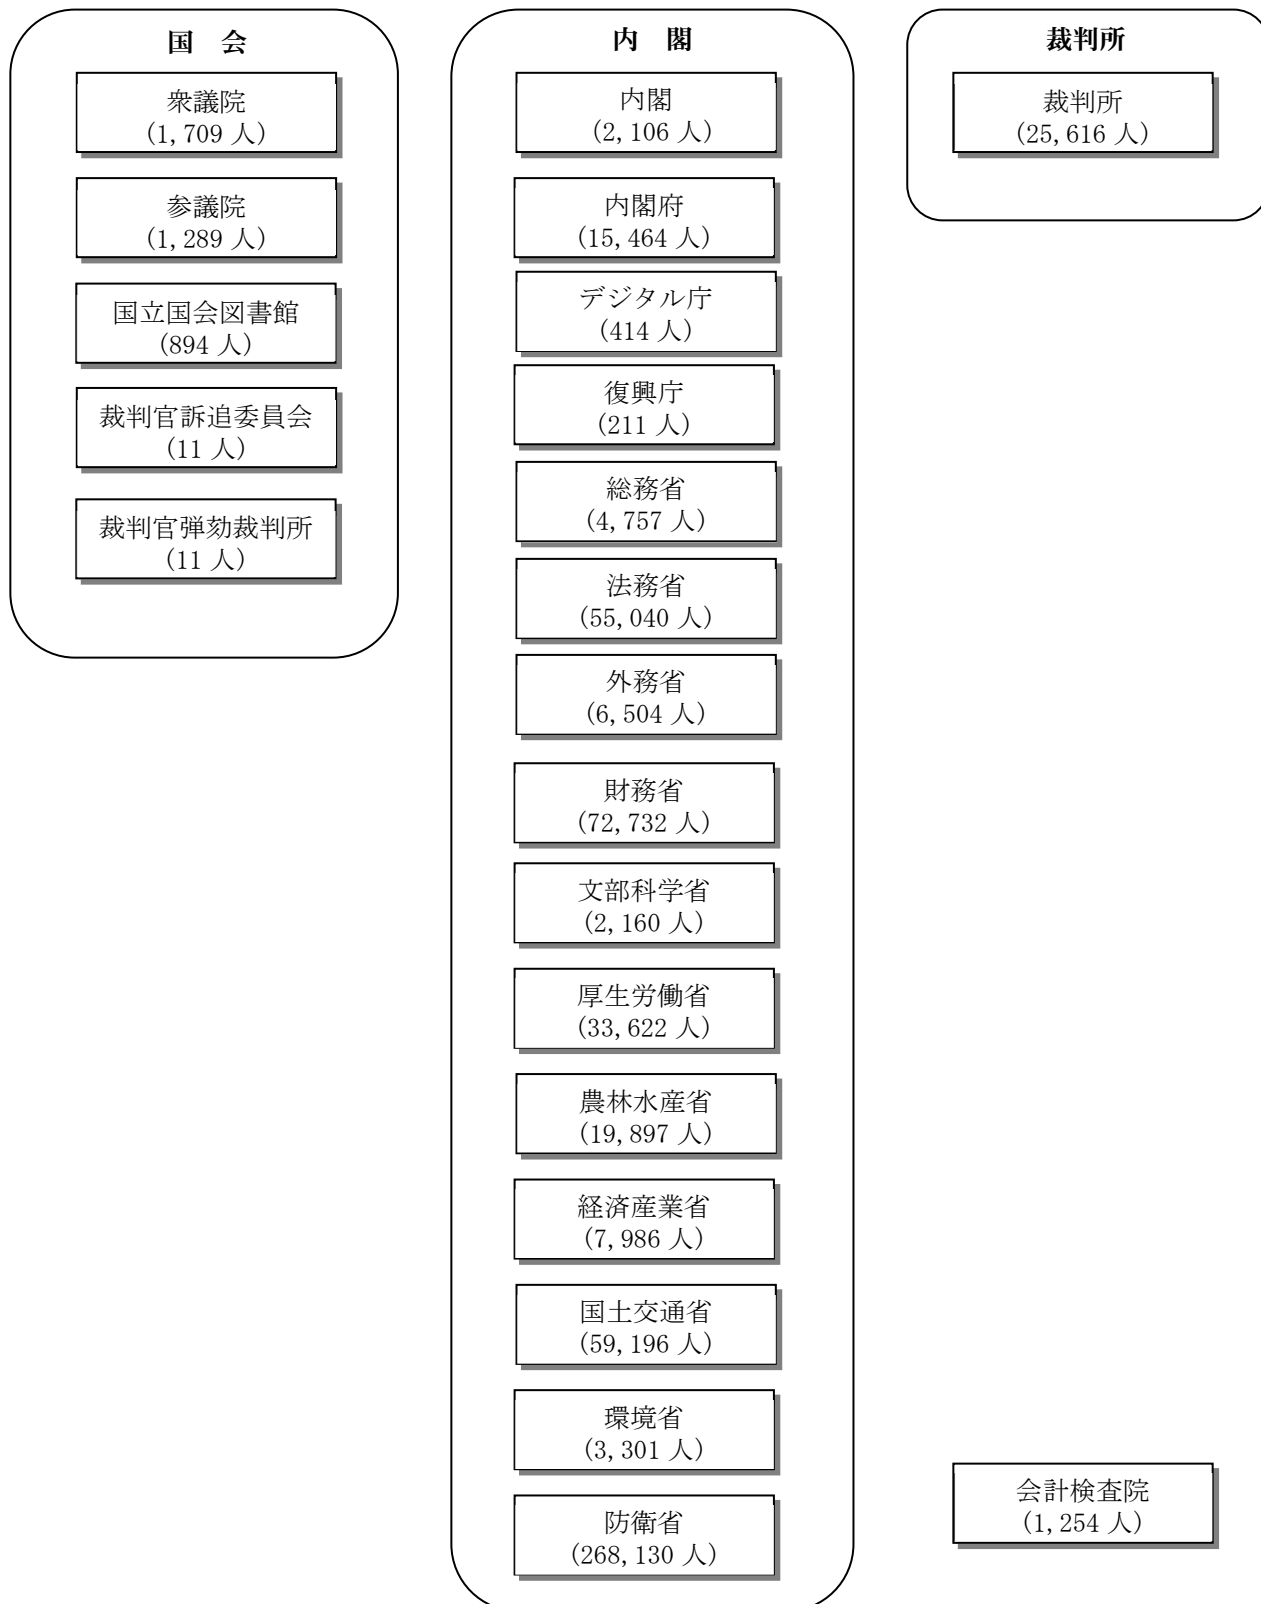 国　会
衆議院
(1,709 人)
参議院
(1,289 人)
国立国会図書館
(894 人)
裁判官訴追委員会
(11 人)
裁判官弾劾裁判所
(11 人)
内　閣
内閣
(2,106 人)
内閣府
(15,464 人)
デジタル庁
(414 人)
復興庁
(211 人)
総務省
(4,757 人)
法務省
(55,040 人)
外務省
(6,504 人)
財務省
(72,732 人)
文部科学省
(2,160 人)
厚生労働省
(33,622 人)
農林水産省
(19,897 人)
経済産業省
(7,986 人)
国土交通省
(59,196 人)
環境省
(3,301 人)
防衛省
(268,130 人)
裁判所
裁判所
(25,616 人)
会計検査院
(1,254 人)